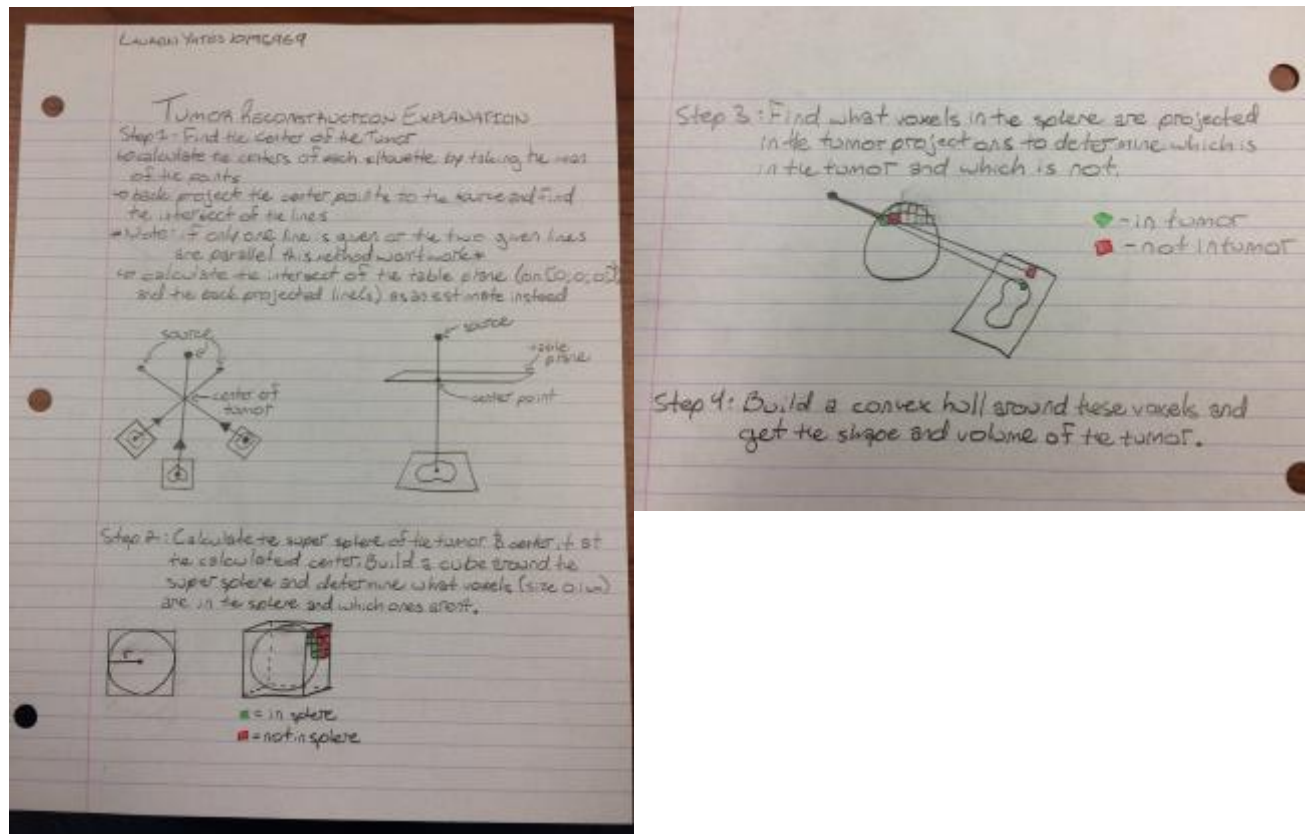 TUMOR RECONSTRUCTION EXPLANATION
Step 1: Find the center of the Tumor
calculate the centers of each silouette by taking the mean
of the points
back project the center points to the source and find
the intersect of the lines
Note: if only one line is given or the two given lines
are parallel this method wont work*
calculate the intersect of the table plane (on [0;0;0])
and the back projected line(s) as an estimate instead
source
center of
tumor
source
table
plane
center point
Step 2: Calculate the super sphere of the tumor & center it at
the calculated center. Build a cube around the
super sphere and determine what voxels (size 0.1
are in the sphere and which ones arent.
r
= in sphere
= not in sphere
Step 3: Find what voxels in the sphere are projected
in the tumor projections to determine which is
in the tumor and which is not.
- in tumor
- not in tumor
Step 4: Build a convex hull around these voxels and
get the shape and volume of the tumor.